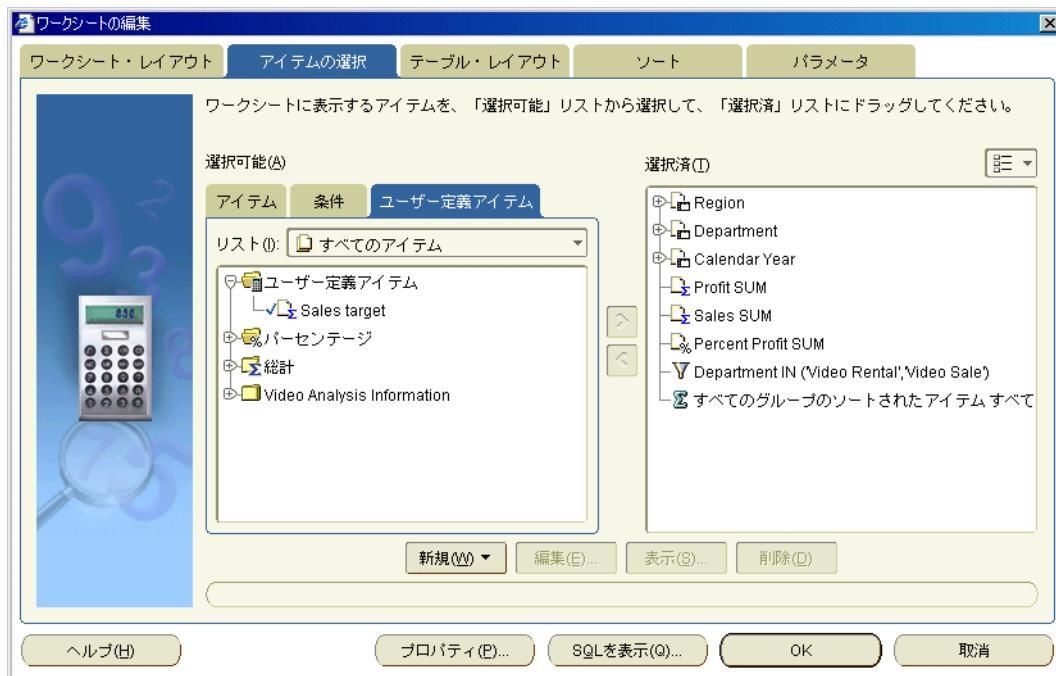 ワークシートの編集
ワークシート・レイアウト
アイテムの選択
テーブル・レイアウト
ソート
パラメータ
ワークシートに表示するアイテムを、「選択可能」リストから選択して、「選択済」リストにドラッグしてください。
選択可能(A)
アイテム
条件
ユーザー定義アイテム
リスト(I):
すべてのアイテム
ユーザー定義アイテム
Sales target
パーセンテージ
総計
Video Analysis Information
選択済(T)
Region
Department
Calendar Year
Profit SUM
Sales SUM
Percent Profit SUM
Department IN ('Video Rental','Video Sale')
すべてのグループのソートされたアイテム すべて
新規(W)
編集(E)...
表示(S)...
削除(D)
ヘルプ(H)
プロパティ(P)...
SQLを表示(Q)...
OK
取消